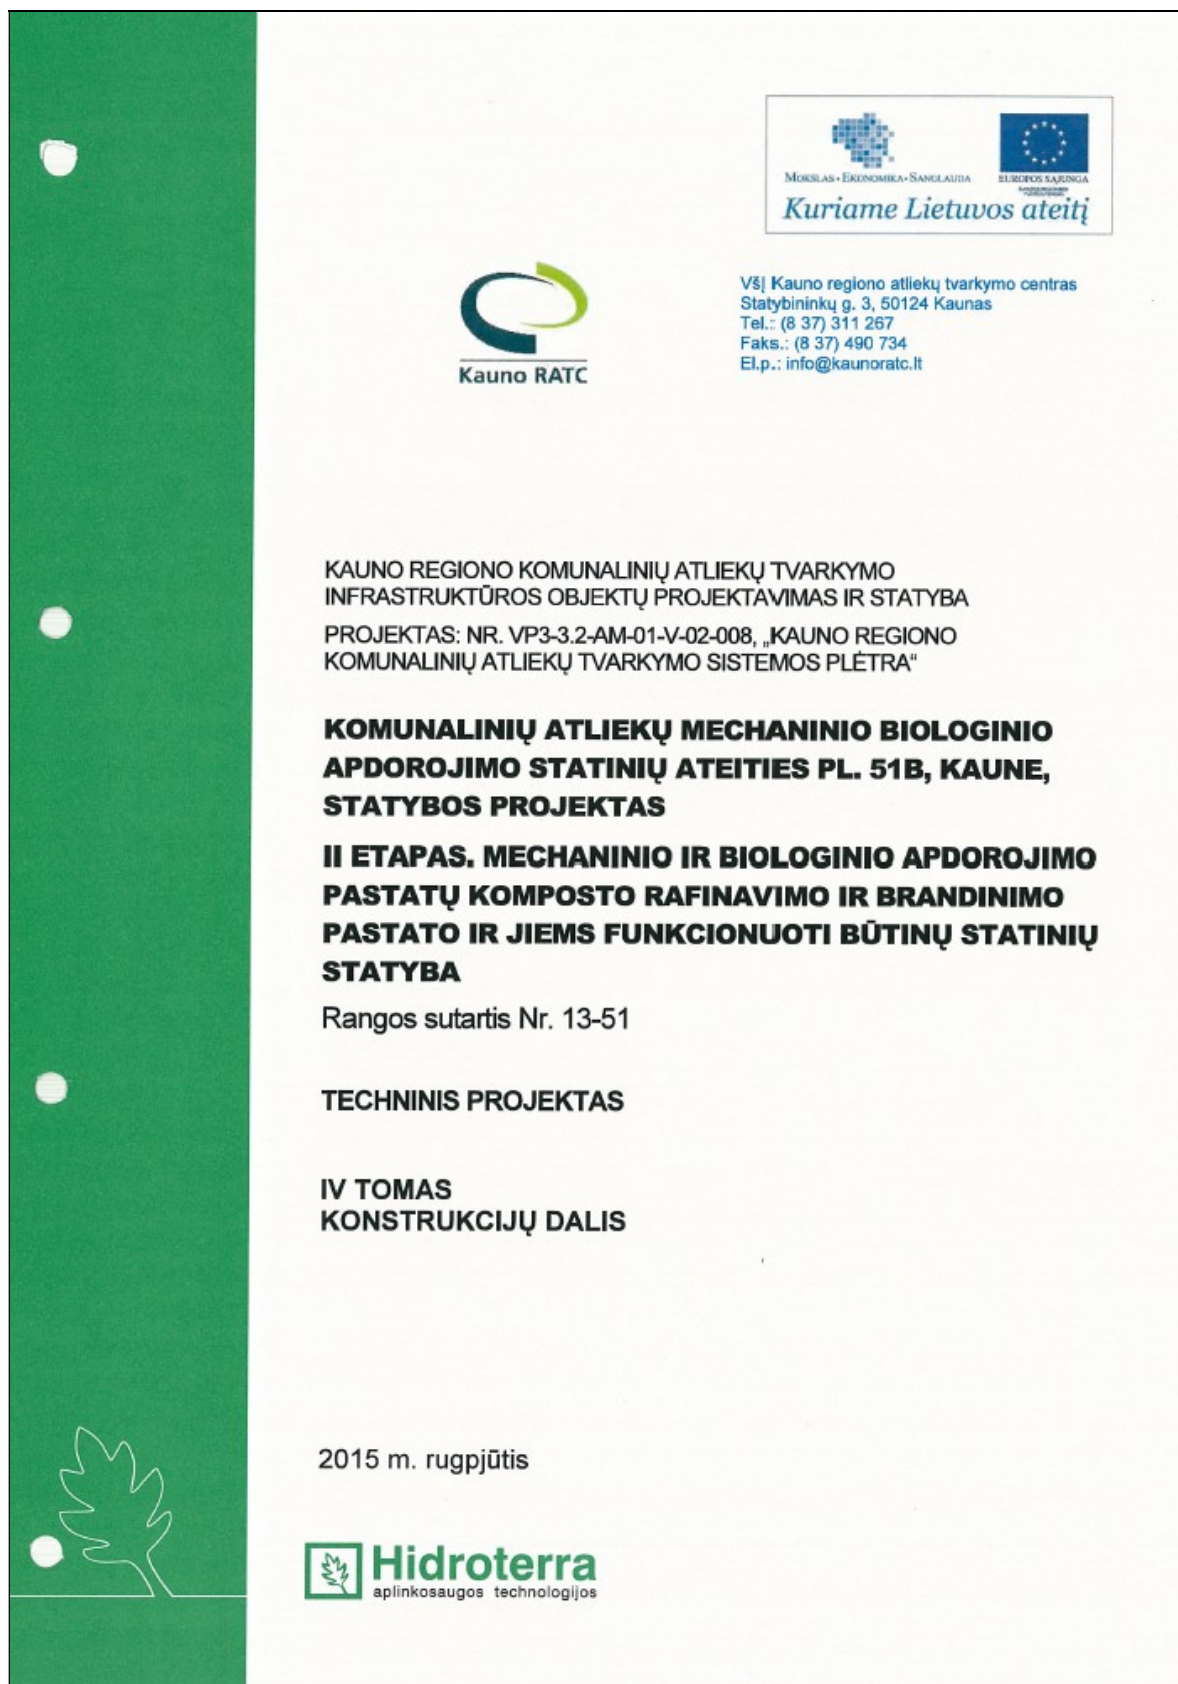 MOKSLAS • EKONOMIKA • SANGLAUDA
EUROPOS SĄJUNGA
Kuriame Lietuvos ateitį
Kauno RATC
VšĮ Kauno regiono atliekų tvarkymo centras
Statybininkų g. 3, 50124 Kaunas
Tel.: (8 37) 311 267
Faks.: (8 37) 490 734
El.p.: info@kaunoratc.lt
KAUNO REGIONO KOMUNALINIŲ ATLIEKŲ TVARKYMO
INFRASTRUKTŪROS OBJEKTŲ PROJEKTAVIMAS IR STATYBA
PROJEKTAS: NR. VP3-3.2-AM-01-V-02-008, „KAUNO REGIONO
KOMUNALINIŲ ATLIEKŲ TVARKYMO SISTEMOS PLĖTRA“
KOMUNALINIŲ ATLIEKŲ MECHANINIO BIOLOGINIO
APDOROJIMO STATINIŲ ATEITIES PL. 51B, KAUNE,
STATYBOS PROJEKTAS
II ETAPAS. MECHANINIO IR BIOLOGINIO APDOROJIMO
PASTATŲ KOMPOSTO RAFINAVIMO IR BRANDINIMO
PASTATO IR JIEMS FUNKCIONUOTI BŪTINŲ STATINIŲ
STATYBA
Rangos sutartis Nr. 13-51
TECHNINIS PROJEKTAS
IV TOMAS
KONSTRUKCIJŲ DALIS
2015 m. rugpjūtis
Hidroterra
aplinkosaugos technologijos